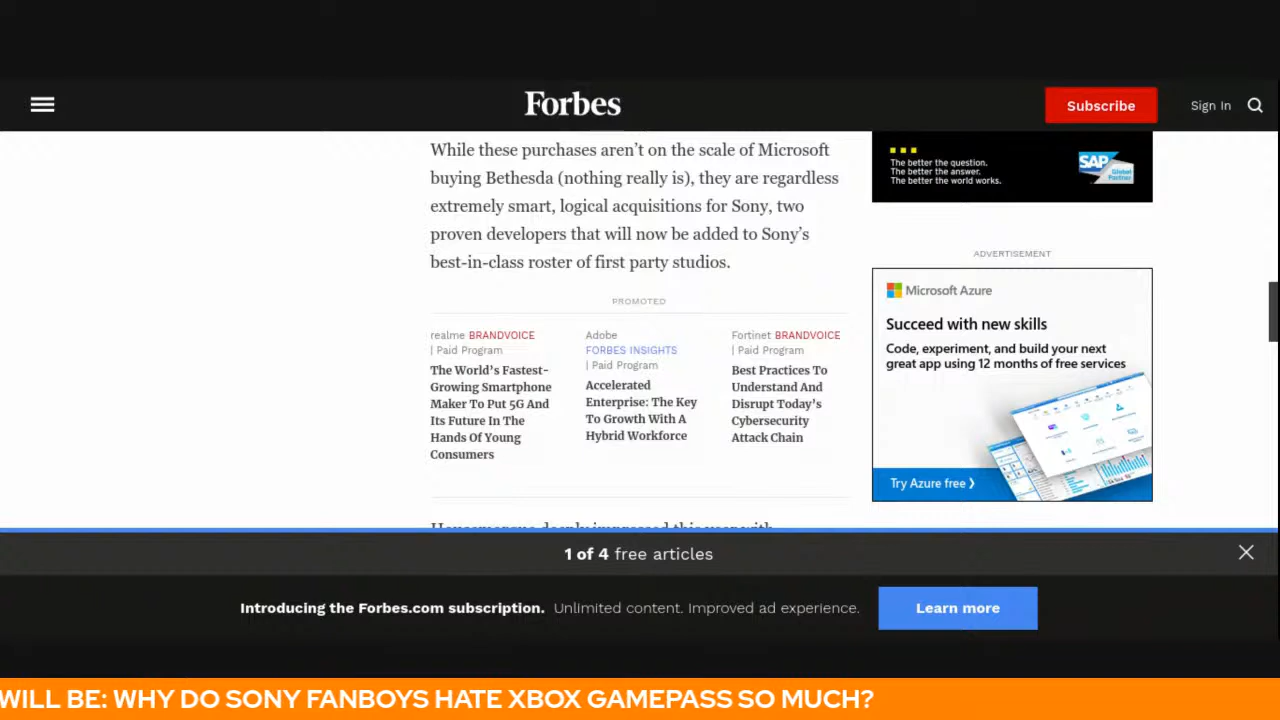 Forbes
Subscribe
Sign In
While these purchases aren't on the scale of Microsoft
buying Bethesda (nothing really is), they are regardless
extremely smart, logical acquisitions for Sony, two
proven developers that will now be added to Sony's
best-in-class roster of first party studios.
PROMOTED
realme BRANDVOICE
| Paid Program
The World's Fastest-
Growing Smartphone
Maker To Put 5G And
Its Future In The
Hands Of Young
Consumers
Adobe
FORBES INSIGHTS
| Paid Program
Accelerated
Enterprise: The Key
To Growth With A
Hybrid Workforce
Fortinet BRANDVOICE
| Paid Program
Best Practices To
Understand And
Disrupt Today's
Cybersecurity
Attack Chain
Housemarque deeply impressed this year with
The better the question.
The better the answer.
The better the world works.
SAP
Global
Partner
ADVERTISEMENT
Microsoft Azure
Succeed with new skills
Code, experiment, and build your next
great app using 12 months of free services
Try Azure free ❯
1 of 4 free articles
Introducing the Forbes.com subscription. Unlimited content. Improved ad experience.
Learn more
WILL BE: WHY DO SONY FANBOYS HATE XBOX GAMEPASS SO MUCH?